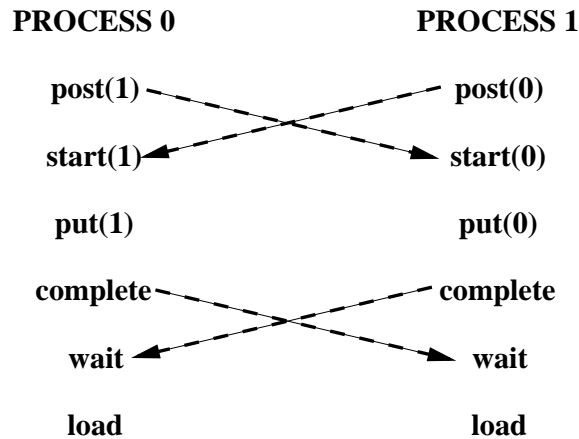 PROCESS 0 PROCESS 1
post(1) post(0)
start(1) start(0)
put(1) put(0)
complete complete
wait wait
load load